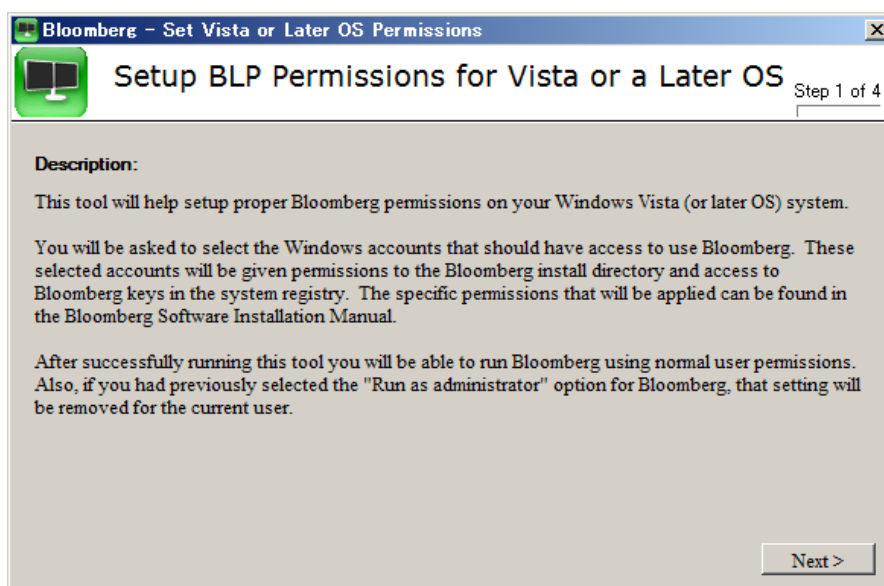 Bloomberg - Set Vista or Later OS Permissions
Setup BLP Permissions for Vista or a Later OS
Step 1 of 4
Description:
This tool will help setup proper Bloomberg permissions on your Windows Vista (or later OS) system.
You will be asked to select the Windows accounts that should have access to use Bloomberg.  These
selected accounts will be given permissions to the Bloomberg install directory and access to
Bloomberg keys in the system registry.  The specific permissions that will be applied can be found in
the Bloomberg Software Installation Manual.
After successfully running this tool you will be able to run Bloomberg using normal user permissions.
Also, if you had previously selected the "Run as administrator" option for Bloomberg, that setting will
be removed for the current user.
Next >